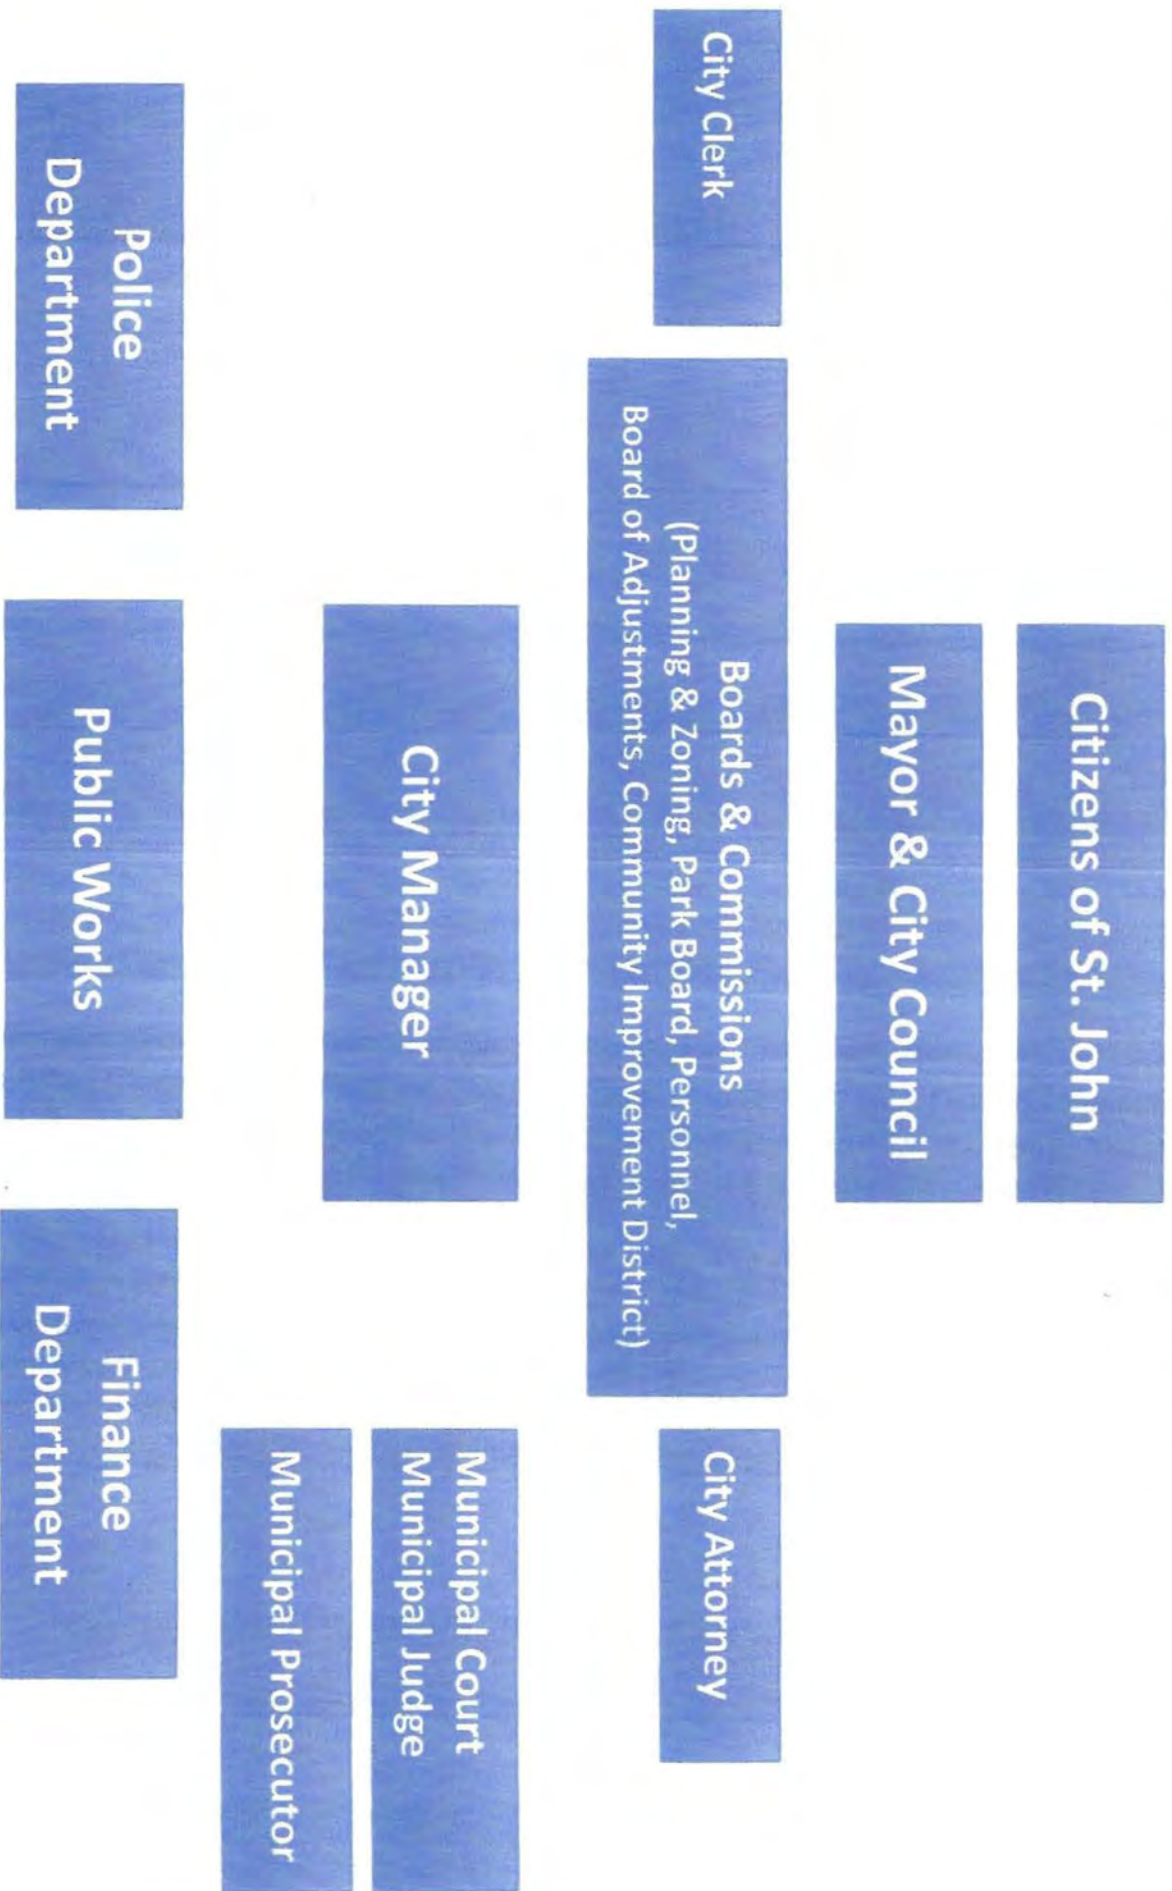 Citizens of St. John
Mayor & City Council
City Clerk
Boards & Commissions
(Planning & Zoning, Park Board, Personnel,
Board of Adjustments, Community Improvement District)
City Attorney
City Manager
Municipal Court
Municipal Judge
Municipal Prosecutor
Police
Department
Public Works
Finance
Department